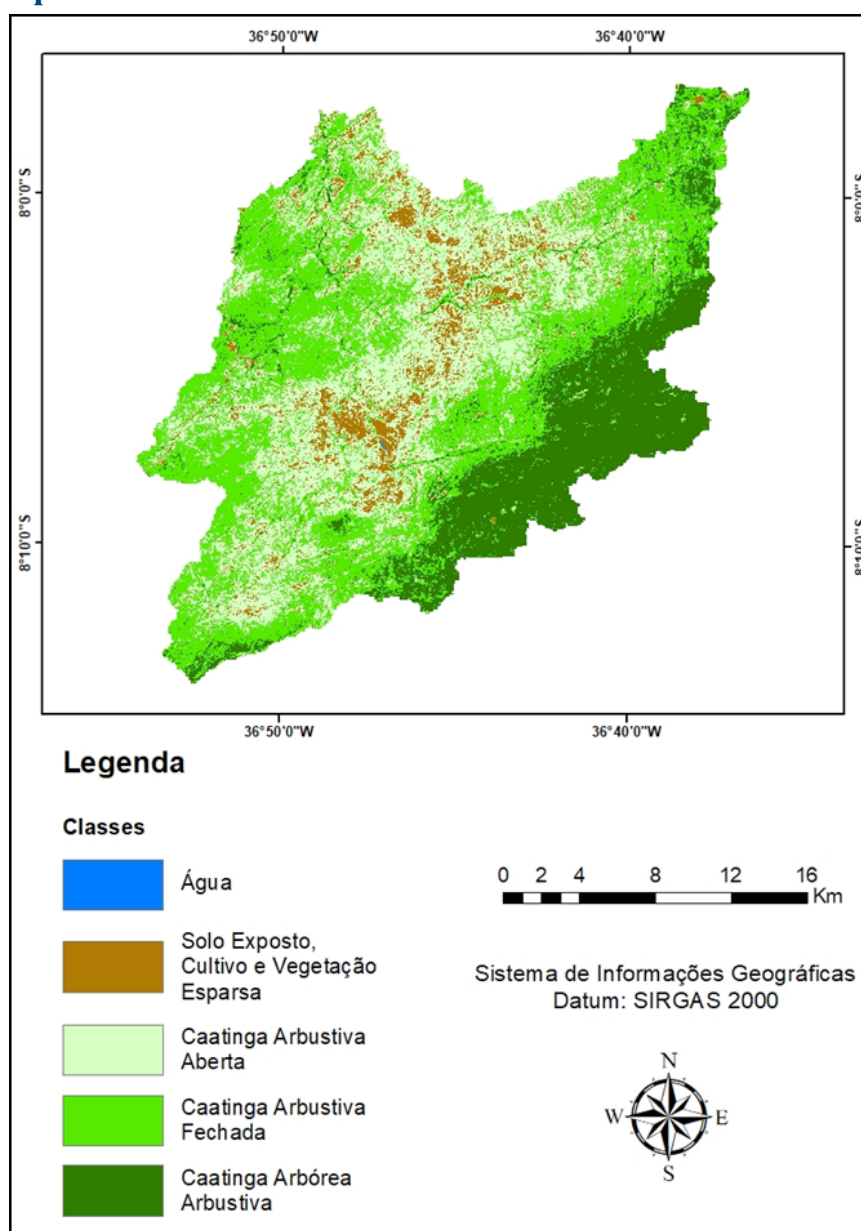 36°50'0"W
36°40'0"W
8°0'0"S
8°0'0"S
8°10'0"S
8°10'0"S
36°50'0"W
36°40'0"W
Legenda
Classes
Água
Solo Exposto,
Cultivo e Vegetação
Esparsa
Caatinga Arbustiva
Aberta
Caatinga Arbustiva
Fechada
Caatinga Arbórea
Arbustiva
0 2 4 8 12 16
Km
Sistema de Informações Geográficas
Datum: SIRGAS 2000
N
W E
S